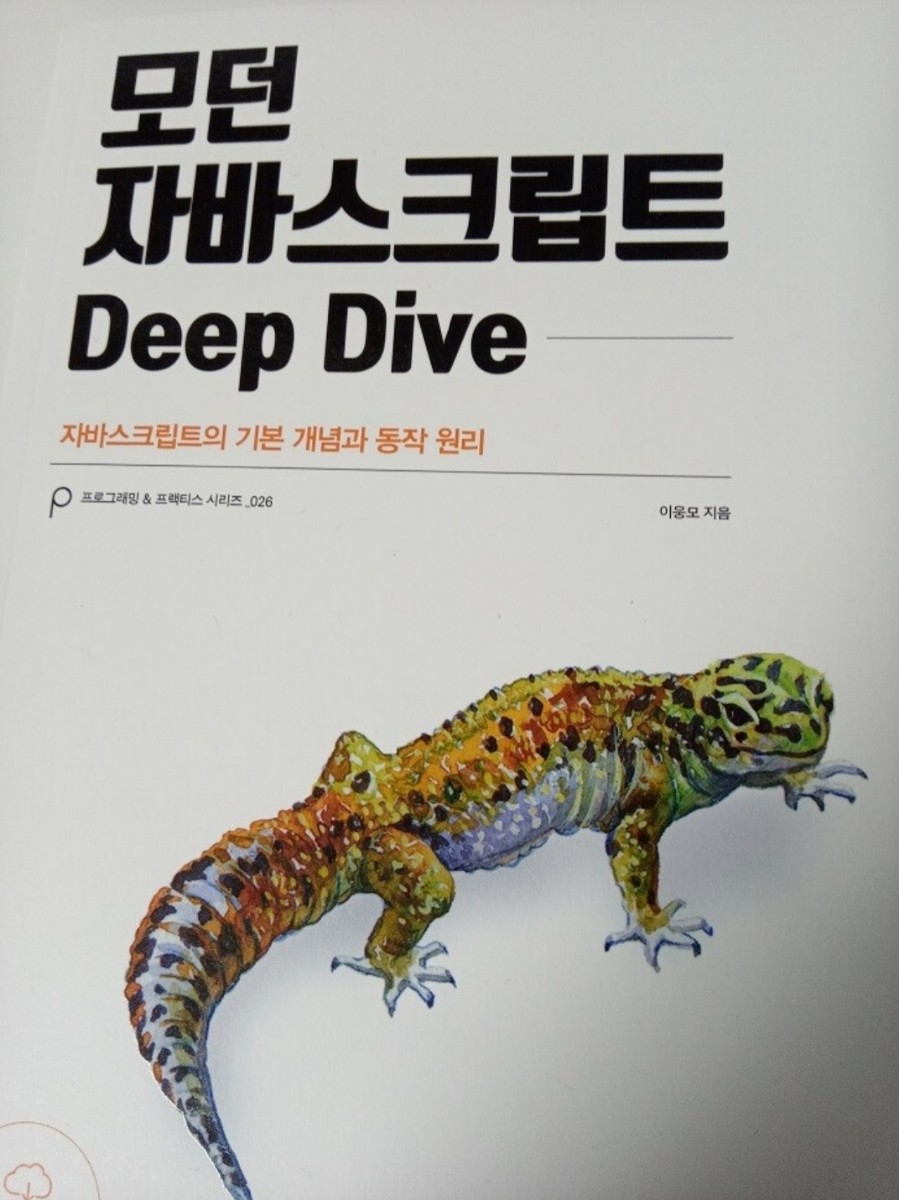 모던
자바스크립트
Deep Dive
자바스크립트의 기본 개념과 동작 원리
프로그래밍 & 프랙티스 시리즈_026
이웅모 지음